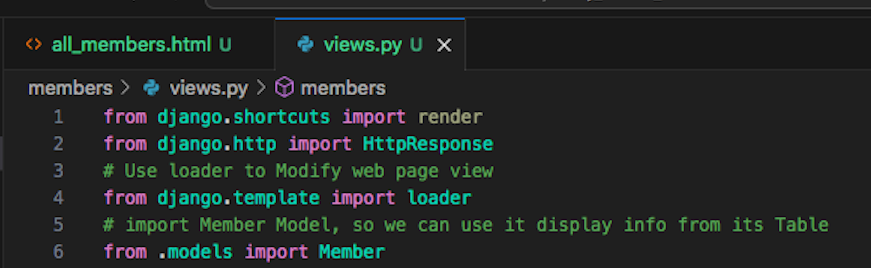 all_members.html U
views.py U
members > views.py > members
1 from django.shortcuts import render
2 from django.http import HttpResponse
3 # Use loader to Modify web page view
4 from django.template import loader
5 # import Member Model, so we can use it display info from its Table
6 from .models import Member